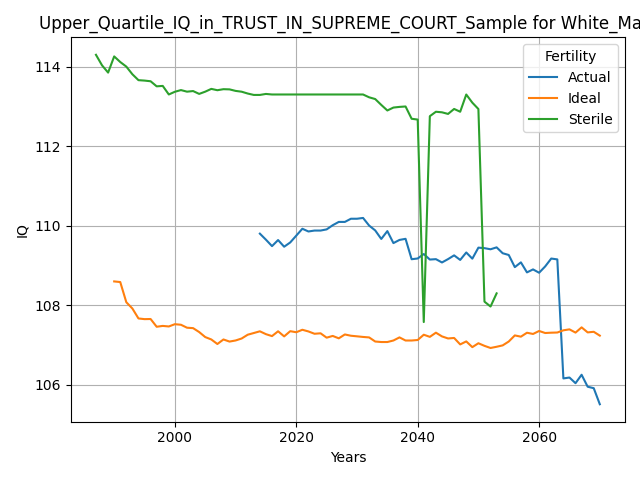 Upper_Quartile_IQ_in_TRUST_IN_SUPREME_COURT_Sample for White_Ma
Fertility
Actual
Ideal
Sterile
114
112
110
108
106
IQ
2000
2020
2040
2060
Years